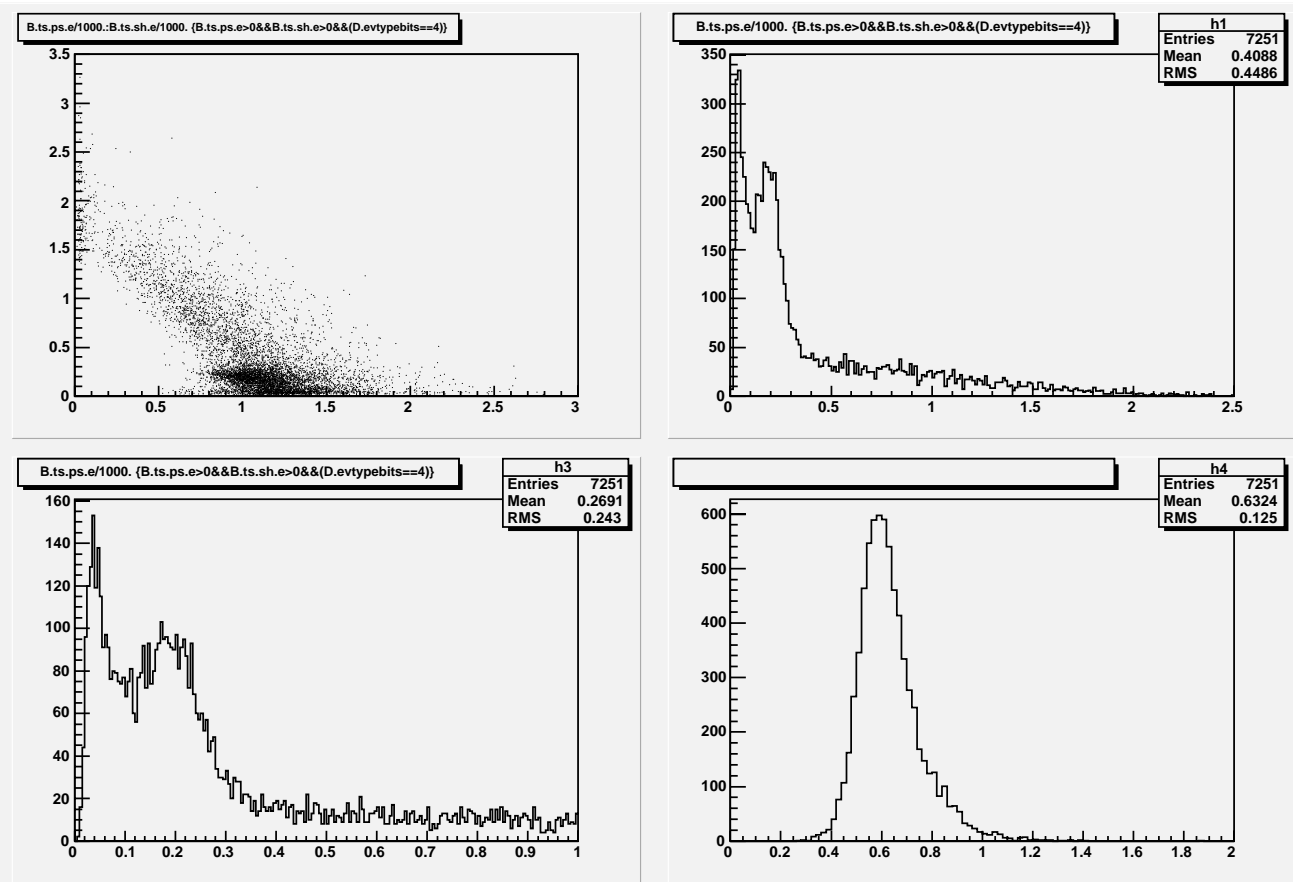 B.ts.ps.e/1000.:B.ts.sh.e/1000. {B.ts.ps.e>0&&B.ts.sh.e>0&&(D.evtypebits==4)}
3.5
3
2.5
2
1.5
1
0.5
0
0 0.5 1 1.5 2 2.5 3
B.ts.ps.e/1000. {B.ts.ps.e>0&&B.ts.sh.e>0&&(D.evtypebits==4)}
h1
Entries 7251
Mean 0.4088
RMS 0.4486
350
300
250
200
150
100
50
0
0 0.5 1 1.5 2 2.5
B.ts.ps.e/1000. {B.ts.ps.e>0&&B.ts.sh.e>0&&(D.evtypebits==4)}
h3
Entries 7251
Mean 0.2691
RMS 0.243
160
140
120
100
80
60
40
20
0
0 0.1 0.2 0.3 0.4 0.5 0.6 0.7 0.8 0.9 1
h4
Entries 7251
Mean 0.6324
RMS 0.125
600
500
400
300
200
100
0
0 0.2 0.4 0.6 0.8 1 1.2 1.4 1.6 1.8 2